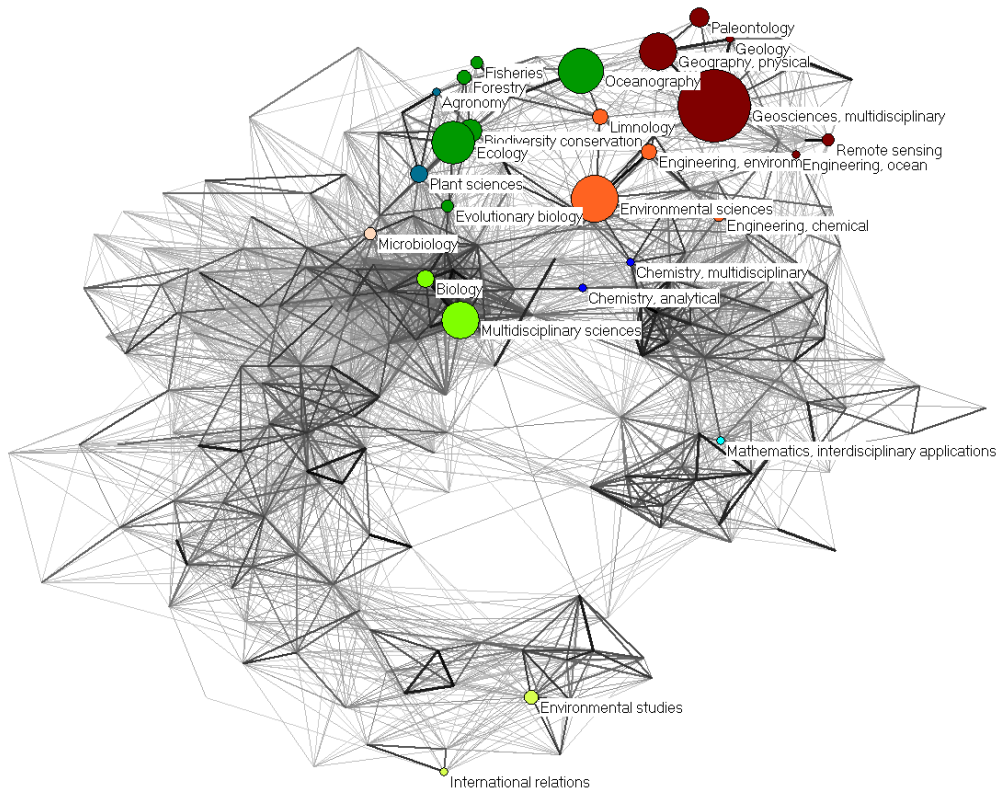 Paleontology
Geology
Geography, physical
Fisheries
Oceanography
Forestry
Agronomy
Geosciences, multidisciplinary
Limnology
Biodiversity conservation
Remote sensing
Ecology
Engineering, environm
Engineering, ocean
Plant sciences
Environmental sciences
Evolutionary biology
Engineering, chemical
Microbiology
Chemistry, multidisciplinary
Biology
Chemistry, analytical
Multidisciplinary sciences
Mathematics, interdisciplinary applications
Environmental studies
International relations